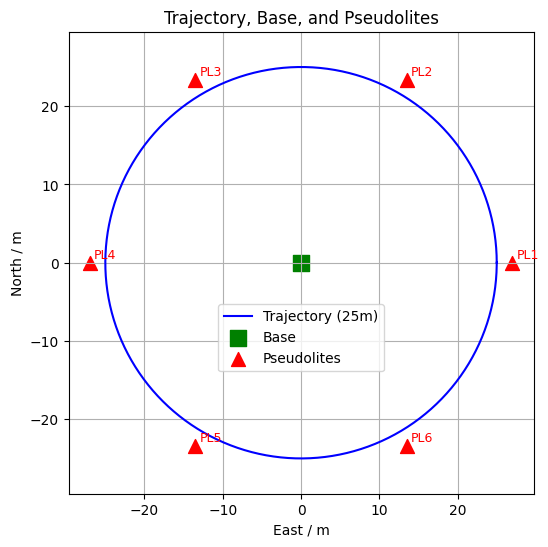 Trajectory, Base, and Pseudolites
PL3
PL2
20
10
North / m
PL4
0
PL1
Trajectory (25m)
Base
Pseudolites
−10
−20
PL5
PL6
−20
−10
0
10
20
East / m